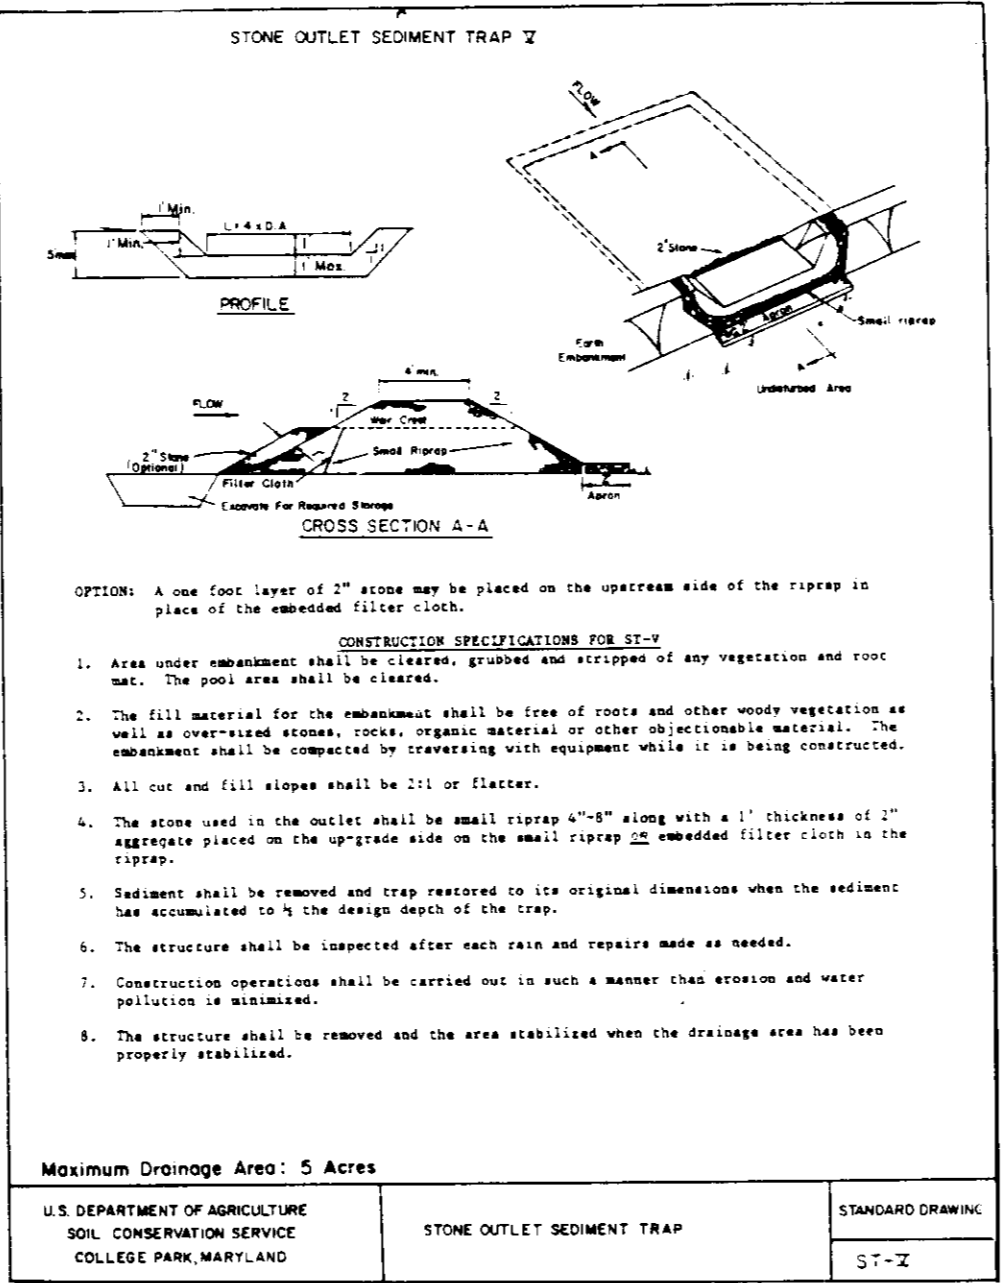 STONE OUTLET SEDIMENT TRAP V
FLOW
A
1' Min.
L = 4 x D.A
1' Min.
5 max
1' Max.
PROFILE
2" Stone
Apron
Small riprap
Earth
Embankment
A
Undisturbed Area
4' min.
FLOW
2
2
Weir Crest
2" Stone
(Optional)
Small Riprap
Filter Cloth
Apron
Excavate For Required Storage
CROSS SECTION A-A
OPTION: A one foot layer of 2" stone may be placed on the upstream side of the riprap in
place of the embedded filter cloth.
CONSTRUCTION SPECIFICATIONS FOR ST-V
1. Area under embankment shall be cleared, grubbed and stripped of any vegetation and root
mat. The pool area shall be cleared.
2. The fill material for the embankment shall be free of roots and other woody vegetation as
well as over-sized stones, rocks, organic material or other objectionable material. The
embankment shall be compacted by traversing with equipment while it is being constructed.
3. All cut and fill slopes shall be 2:1 or flatter.
4. The stone used in the outlet shall be small riprap 4"-8" along with a 1' thickness of 2"
aggregate placed on the up-grade side on the small riprap OR embedded filter cloth in the
riprap.
5. Sediment shall be removed and trap restored to its original dimensions when the sediment
has accumulated to ½ the design depth of the trap.
6. The structure shall be inspected after each rain and repairs made as needed.
7. Construction operations shall be carried out in such a manner than erosion and water
pollution is minimized.
8. The structure shall be removed and the area stabilized when the drainage area has been
properly stabilized.
Maximum Drainage Area: 5 Acres
U.S. DEPARTMENT OF AGRICULTURE
SOIL CONSERVATION SERVICE
COLLEGE PARK, MARYLAND
STONE OUTLET SEDIMENT TRAP
STANDARD DRAWING
ST-V